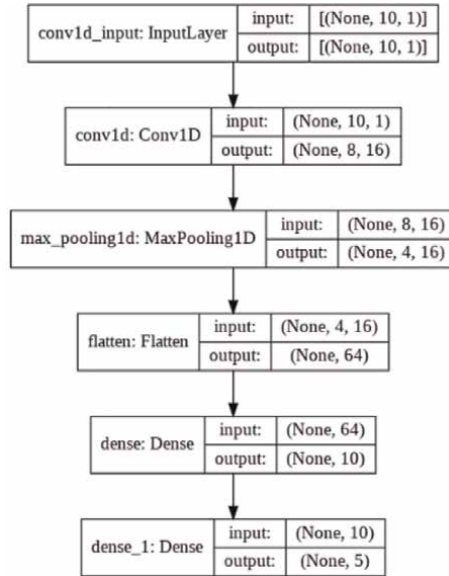 conv1d_input: InputLayer
input: [(None, 10, 1)]
output: [(None, 10, 1)]
conv1d: Conv1D
input: (None, 10, 1)
output: (None, 8, 16)
max_pooling1d: MaxPooling1D
input: (None, 8, 16)
output: (None, 4, 16)
flatten: Flatten
input: (None, 4, 16)
output: (None, 64)
dense: Dense
input: (None, 64)
output: (None, 10)
dense_1: Dense
input: (None, 10)
output: (None, 5)